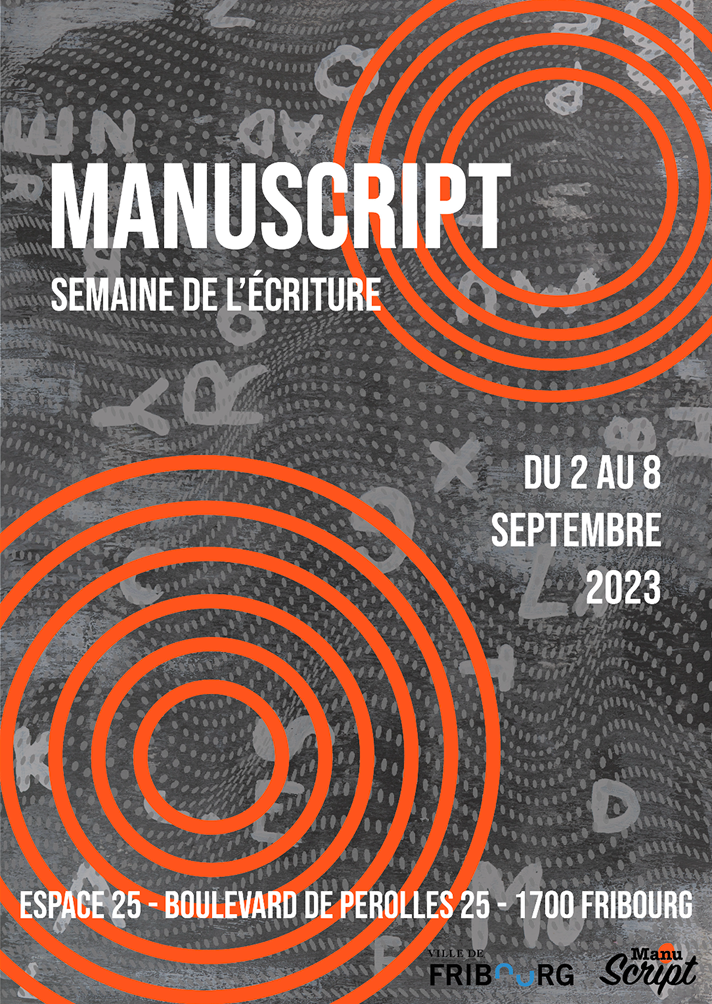 MANUSCRIPT
SEMAINE DE L'ÉCRITURE
DU 2 AU 8
SEPTEMBRE
2023
ESPACE 25 - BOULEVARD DE PEROLLES 25 - 1700 FRIBOURG
VILLE DE
FRIBOURG
Manu
Script